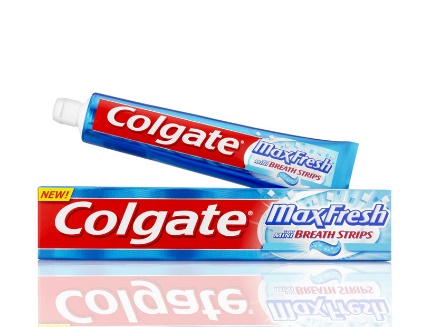 Colgate
MaxFresh
with
MINI BREATH STRIPS
NEW!
Colgate
MaxFresh
with
MINI BREATH STRIPS